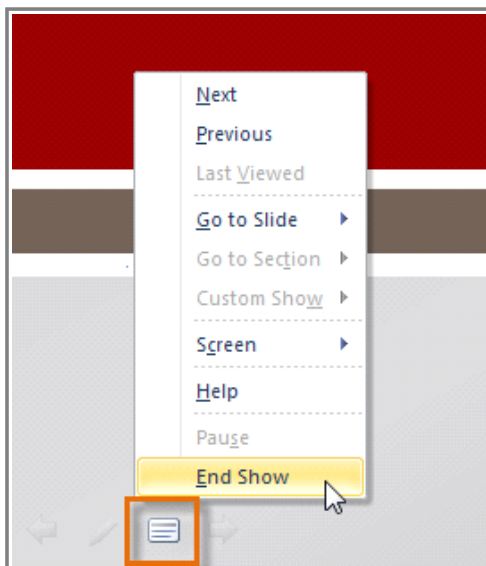 Next
Previous
Last Viewed
Go to Slide
Go to Section
Custom Show
Screen
Help
Pause
End Show